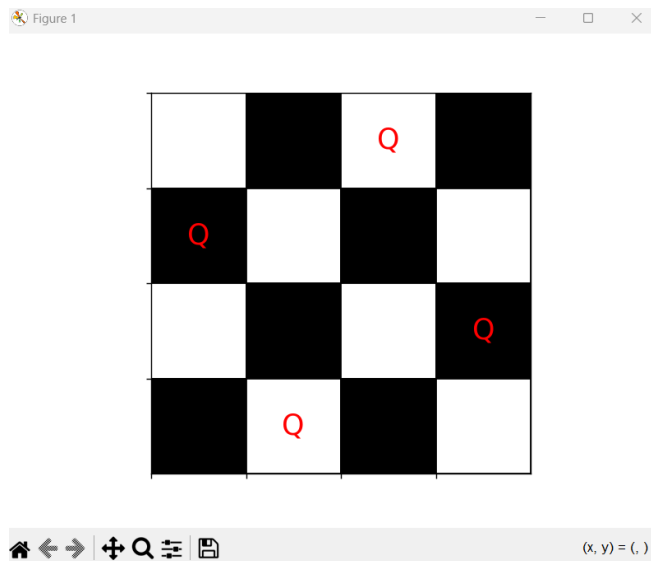 Figure 1
Q
Q
Q
Q
(x, y) = (, )